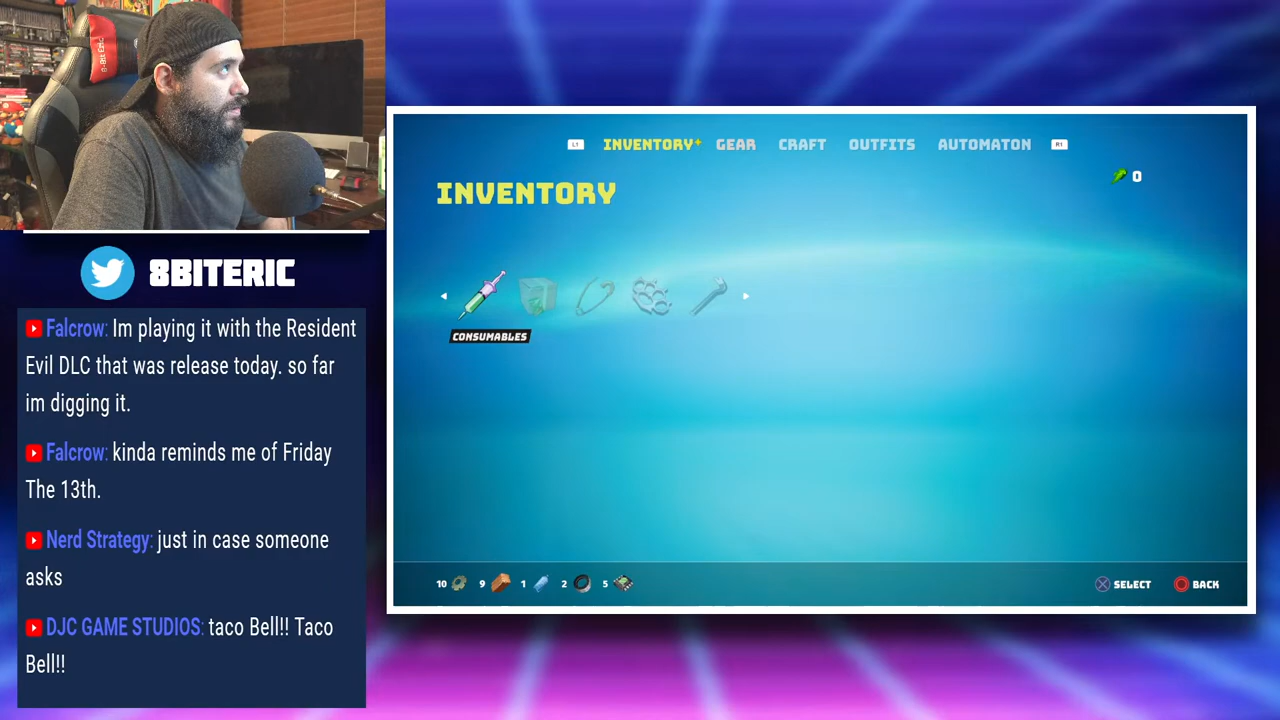 L1 INVENTORY GEAR CRAFT OUTFITS AUTOMATON R1
INVENTORY
0
CONSUMABLES
10 9 1 2 5
SELECT BACK
8BITERIC
Falcrow: Im playing it with the Resident
Evil DLC that was release today. so far
im digging it.
Falcrow: kinda reminds me of Friday
The 13th.
Nerd Strategy: just in case someone
asks
DJC GAME STUDIOS: taco Bell!! Taco
Bell!!